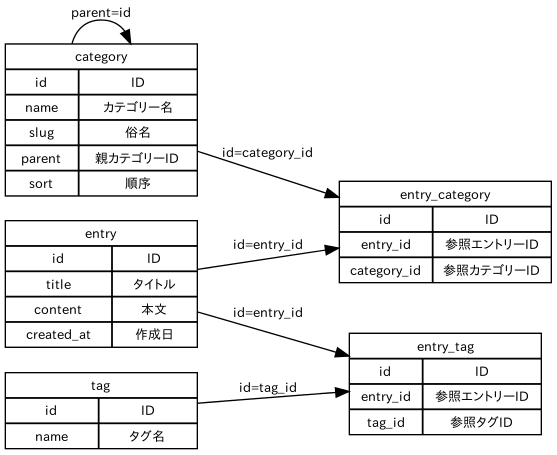 parent=id
category
id ID
name カテゴリー名
slug 俗名
parent 親カテゴリーID
sort 順序
id=category_id
entry_category
id ID
entry_id 参照エントリーID
category_id 参照カテゴリーID
entry
id ID
title タイトル
content 本文
created_at 作成日
id=entry_id
id=entry_id
entry_tag
id ID
entry_id 参照エントリーID
tag_id 参照タグID
tag
id ID
name タグ名
id=tag_id